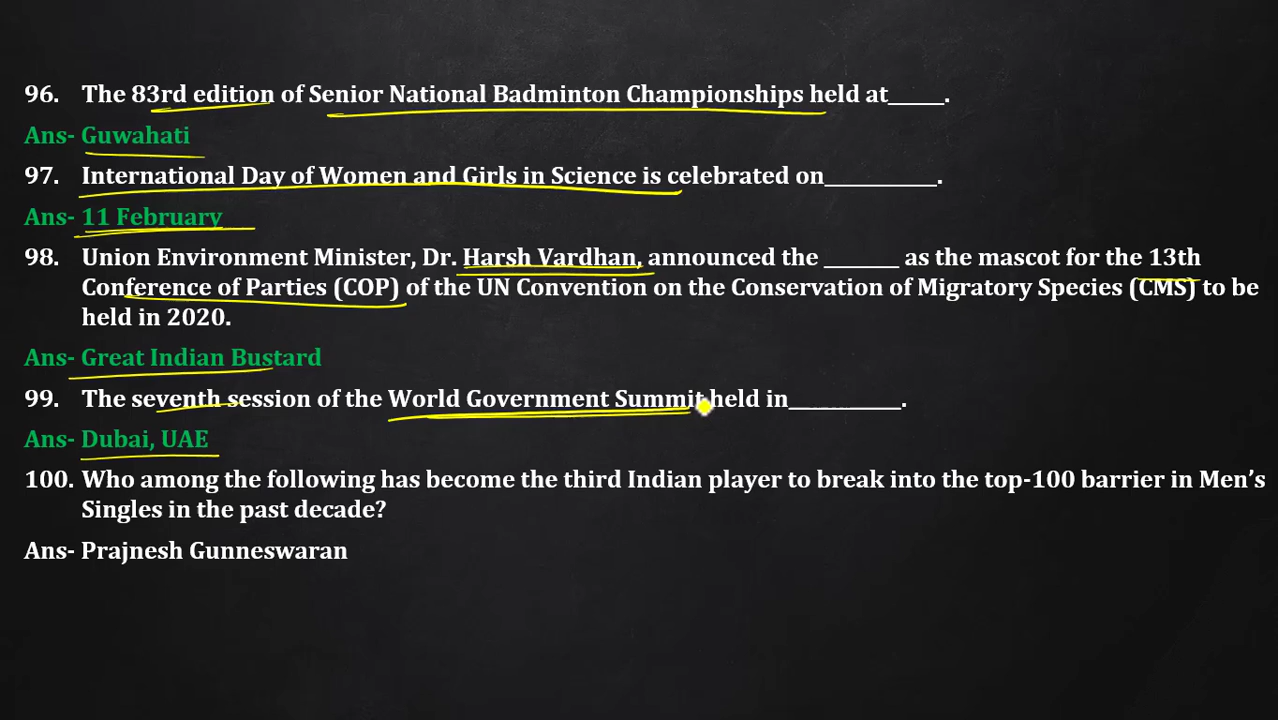 96. The 83rd edition of Senior National Badminton Championships held at_____.
Ans- Guwahati
97. International Day of Women and Girls in Science is celebrated on__________.
Ans- 11 February
98. Union Environment Minister, Dr. Harsh Vardhan, announced the _______ as the mascot for the 13th
Conference of Parties (COP) of the UN Convention on the Conservation of Migratory Species (CMS) to be
held in 2020.
Ans- Great Indian Bustard
99. The seventh session of the World Government Summit held in__________.
Ans- Dubai, UAE
100. Who among the following has become the third Indian player to break into the top-100 barrier in Men’s
Singles in the past decade?
Ans- Prajnesh Gunneswaran